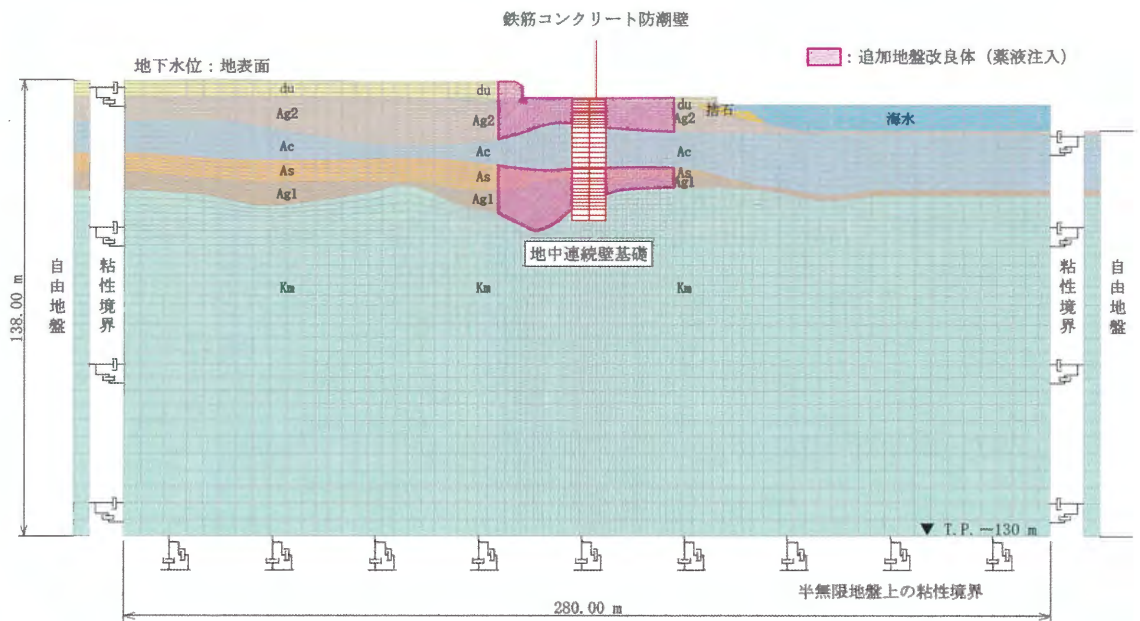 鉄筋コンクリート防潮壁
：追加地盤改良体（薬液注入）
地下水位：地表面
du
du
du
捨石
海水
Ag2
Ag2
Ag2
Ac
Ac
Ac
As
As
As
Ag1
Ag1
Ag1
地中連続壁基礎
Km
Km
Km
138.00 m
自由地盤
粘性境界
粘性境界
自由地盤
▼ T.P. −130 m
半無限地盤上の粘性境界
280.00 m